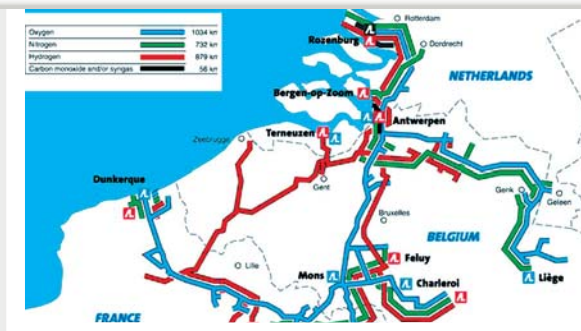 Oxygen 1034 km
Nitrogen 732 km
Hydrogen 879 km
Carbon monoxide and/or syngas 56 km
Rotterdam
Rozenburg
Dordrecht
NETHERLANDS
Bergen-op-Zoom
Antwerpen
Terneuzen
Zeebrugge
Gent
Dunkerque
Genk
Geleen
Bruxelles
BELGIUM
Lille
Mons
Feluy
Charleroi
Liège
FRANCE